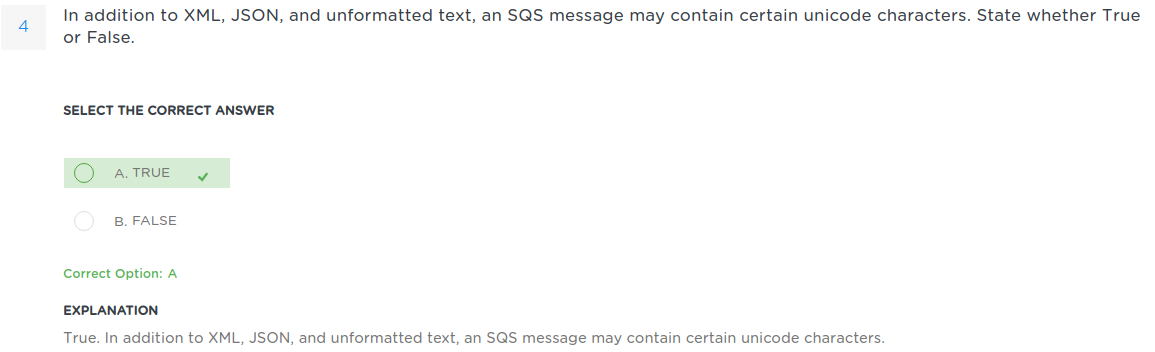 4
In addition to XML, JSON, and unformatted text, an SQS message may contain certain unicode characters. State whether True
or False.
SELECT THE CORRECT ANSWER
A. TRUE
B. FALSE
Correct Option: A
EXPLANATION
True. In addition to XML, JSON, and unformatted text, an SQS message may contain certain unicode characters.